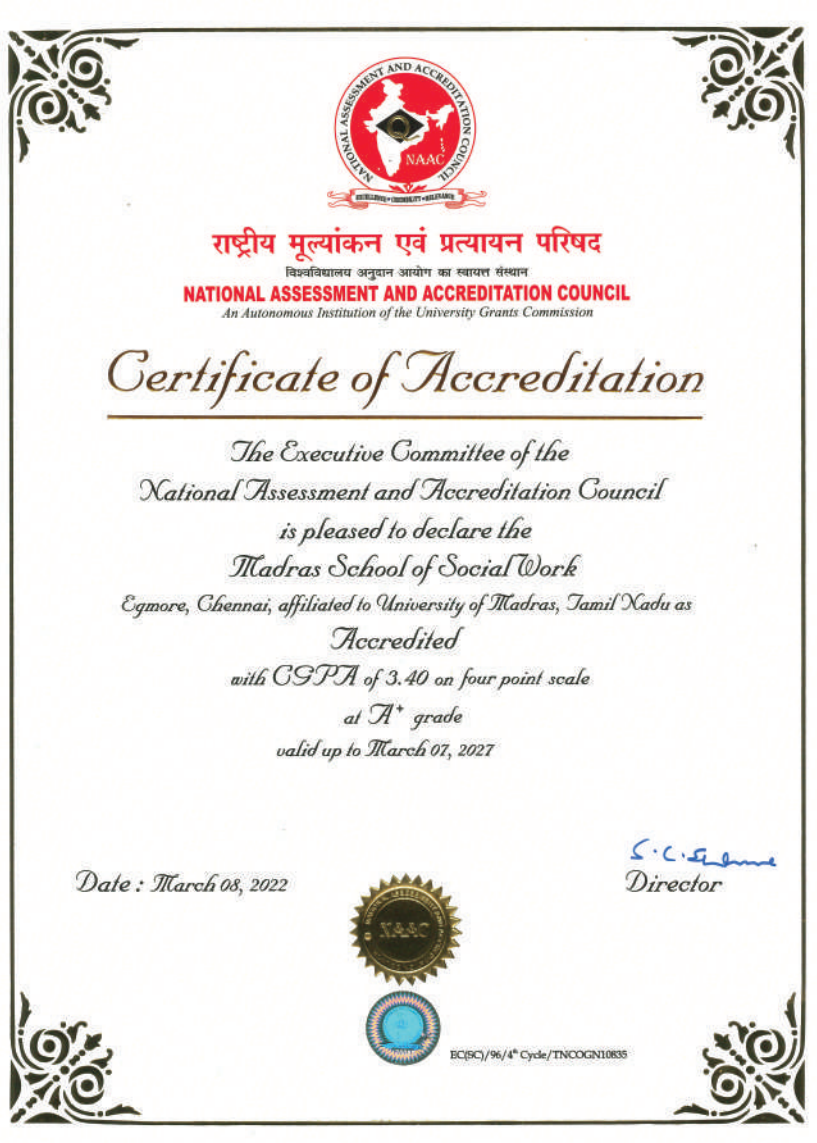 NATIONAL ASSESSMENT AND ACCREDITATION COUNCIL
NAAC
EXCELLENCE • CREDIBILITY • RELEVANCE
राष्ट्रीय मूल्यांकन एवं प्रत्यायन परिषद
विश्वविद्यालय अनुदान आयोग का स्वायत्त संस्थान
NATIONAL ASSESSMENT AND ACCREDITATION COUNCIL
An Autonomous Institution of the University Grants Commission
Certificate of Accreditation
The Executive Committee of the
National Assessment and Accreditation Council
is pleased to declare the
Madras School of Social Work
Egmore, Chennai, affiliated to University of Madras, Tamil Nadu as
Accredited
with CGPA of 3.40 on four point scale
at A⁺ grade
valid up to March 07, 2027
S. C. 
Date : March 08, 2022
Director
NAAC
EC(SC)/96/4ᵗʰ Cycle/TNCOGN10835